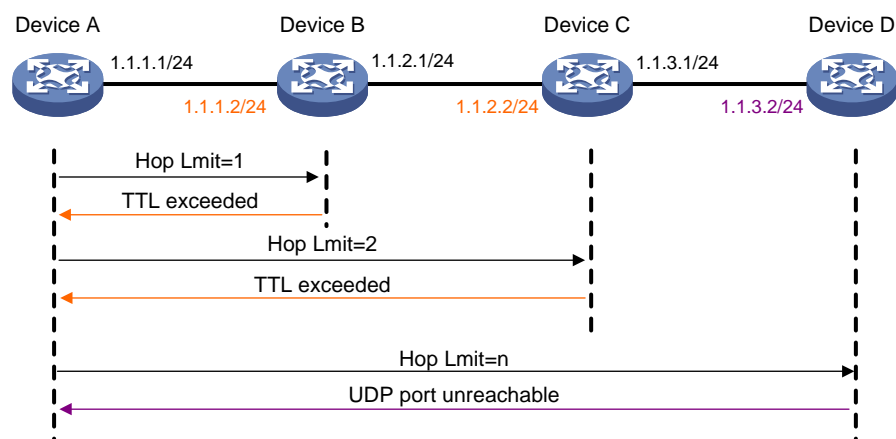 Device A
Device B
Device C
Device D
1.1.1.1/24
1.1.2.1/24
1.1.3.1/24
1.1.1.2/24
1.1.2.2/24
1.1.3.2/24
Hop Lmit=1
TTL exceeded
Hop Lmit=2
TTL exceeded
Hop Lmit=n
UDP port unreachable